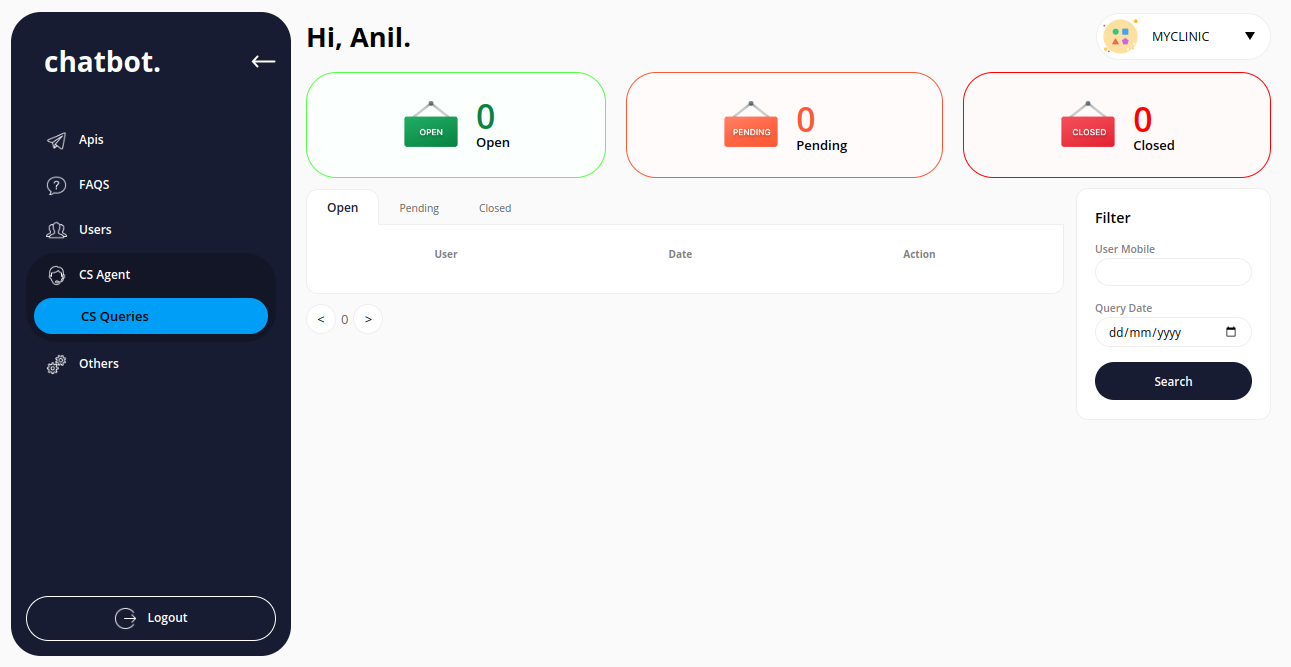 chatbot.
Apis
FAQS
Users
CS Agent
CS Queries
Others
Logout
Hi, Anil.
MYCLINIC
OPEN
0
Open
PENDING
0
Pending
CLOSED
0
Closed
Open Pending Closed
User Date Action
< 0 >
Filter
User Mobile
Query Date
dd/mm/yyyy
Search